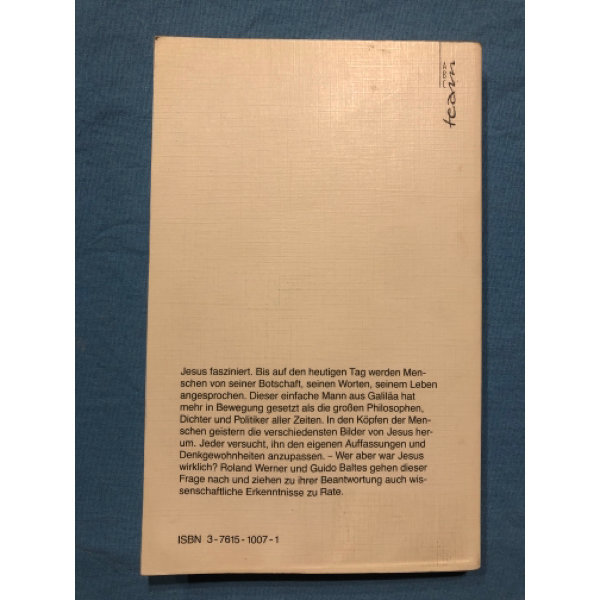 ABC
team
Jesus fasziniert. Bis auf den heutigen Tag werden Men-
schen von seiner Botschaft, seinen Worten, seinem Leben
angesprochen. Dieser einfache Mann aus Galiläa hat
mehr in Bewegung gesetzt als die großen Philosophen,
Dichter und Politiker aller Zeiten. In den Köpfen der Men-
schen geistern die verschiedensten Bilder von Jesus her-
um. Jeder versucht, ihn den eigenen Auffassungen und
Denkgewohnheiten anzupassen. – Wer aber war Jesus
wirklich? Roland Werner und Guido Baltes gehen dieser
Frage nach und ziehen zu ihrer Beantwortung auch wis-
senschaftliche Erkenntnisse zu Rate.
ISBN 3-7615-1007-1